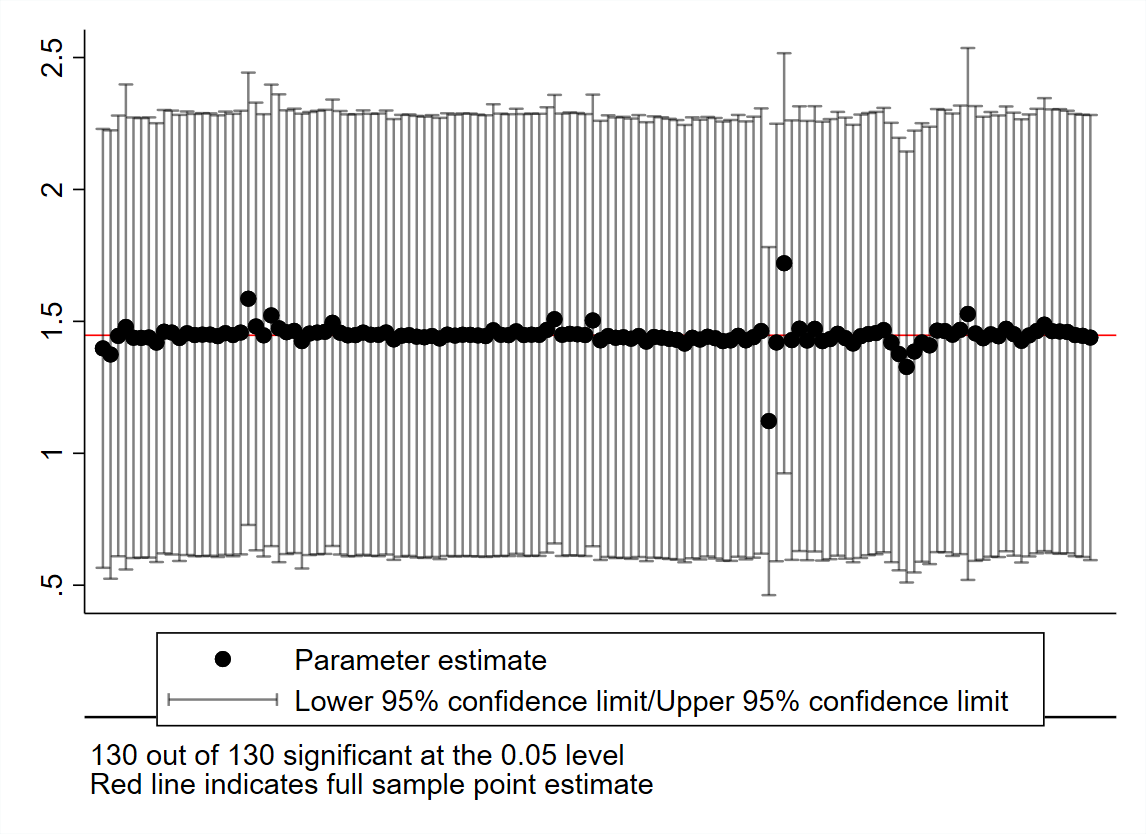 2.5
2
1.5
1
.5
Parameter estimate
Lower 95% confidence limit/Upper 95% confidence limit
130 out of 130 significant at the 0.05 level
Red line indicates full sample point estimate